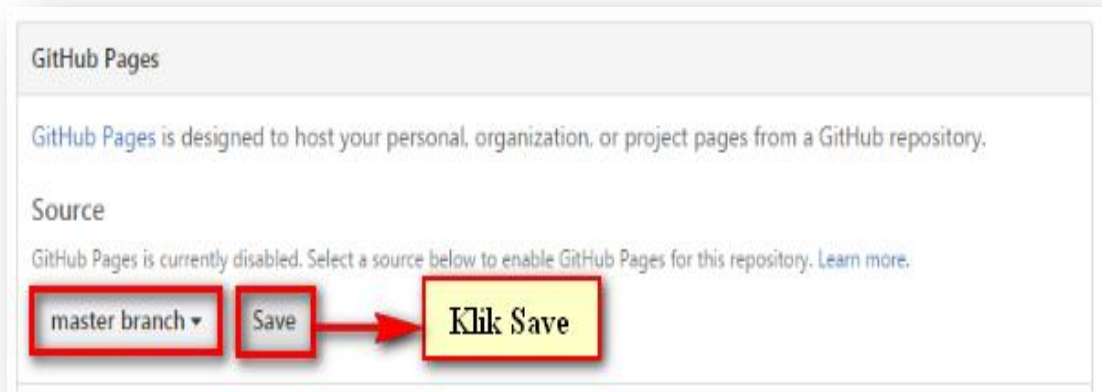 GitHub Pages
GitHub Pages is designed to host your personal, organization, or project pages from a GitHub repository.
Source
GitHub Pages is currently disabled. Select a source below to enable GitHub Pages for this repository. Learn more.
master branch Save Klik Save